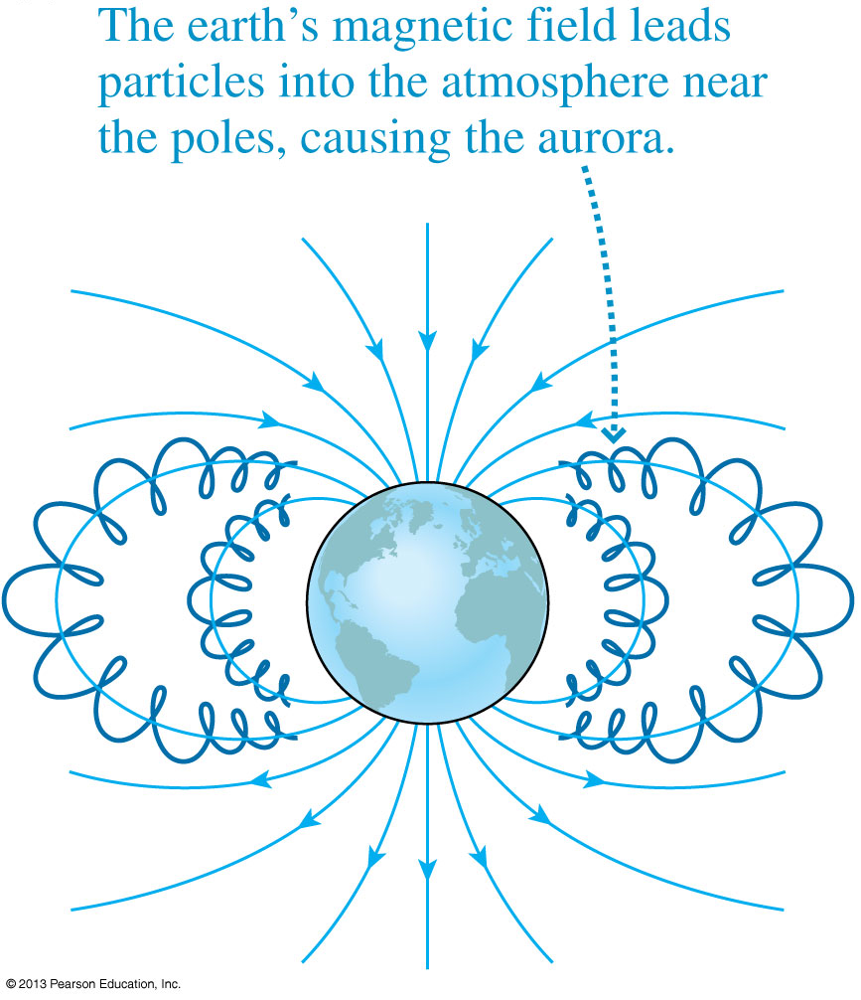 The earth's magnetic field leads
particles into the atmosphere near
the poles, causing the aurora.
© 2013 Pearson Education, Inc.